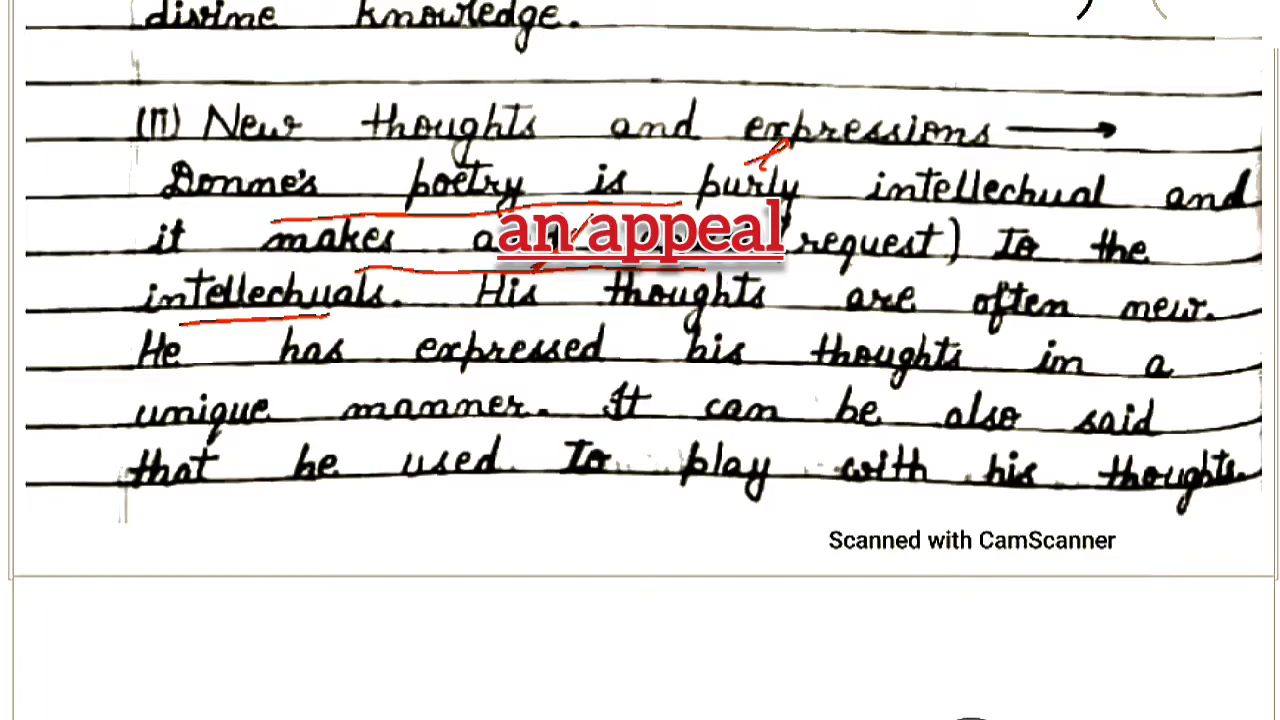 divine knowledge.
(II) New thoughts and expressions →
Donne's poetry is purly intellechual and
it makes an appeal request) To the
intellechuals. His thoughts are often new.
He has expressed his thoughts in a
unique manner. It can be also said
that he used To play with his thoughts.
Scanned with CamScanner